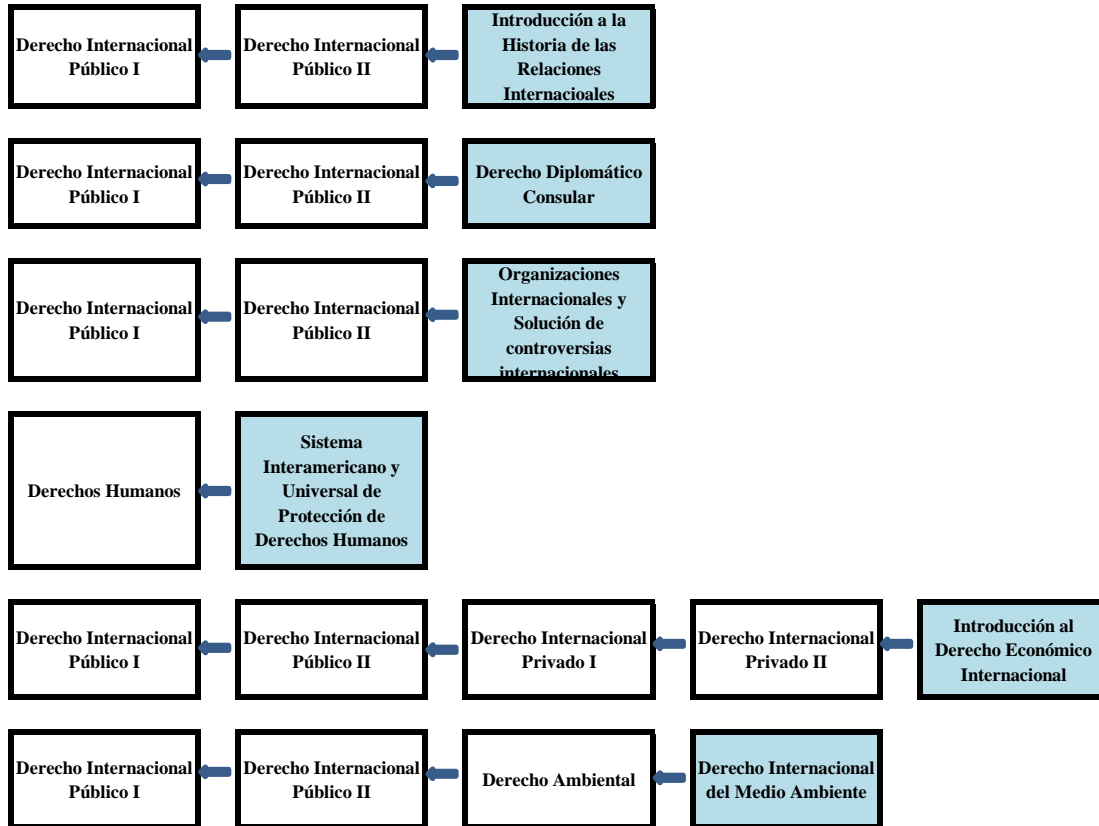 Derecho Internacional
Público I
Derecho Internacional
Público II
Introducción a la
Historia de las
Relaciones
Internacioales
Derecho Internacional
Público I
Derecho Internacional
Público II
Derecho Diplomático
Consular
Derecho Internacional
Público I
Derecho Internacional
Público II
Organizaciones
Internacionales y
Solución de
controversias
internacionales
Derechos Humanos
Sistema
Interamericano y
Universal de
Protección de
Derechos Humanos
Derecho Internacional
Público I
Derecho Internacional
Público II
Derecho Internacional
Privado I
Derecho Internacional
Privado II
Introducción al
Derecho Económico
Internacional
Derecho Internacional
Público I
Derecho Internacional
Público II
Derecho Ambiental
Derecho Internacional
del Medio Ambiente